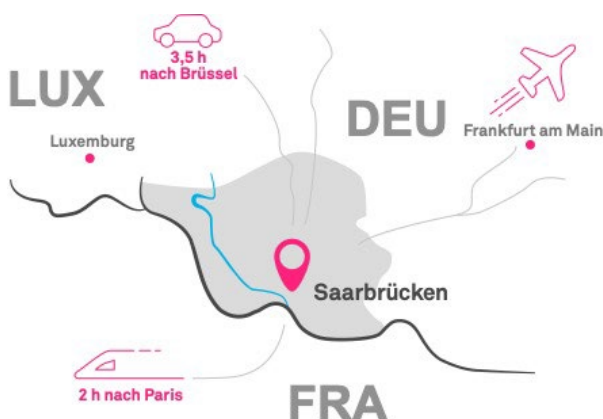 3,5 h
nach Brüssel
LUX
DEU
Luxemburg
Frankfurt am Main
Saarbrücken
2 h nach Paris
FRA